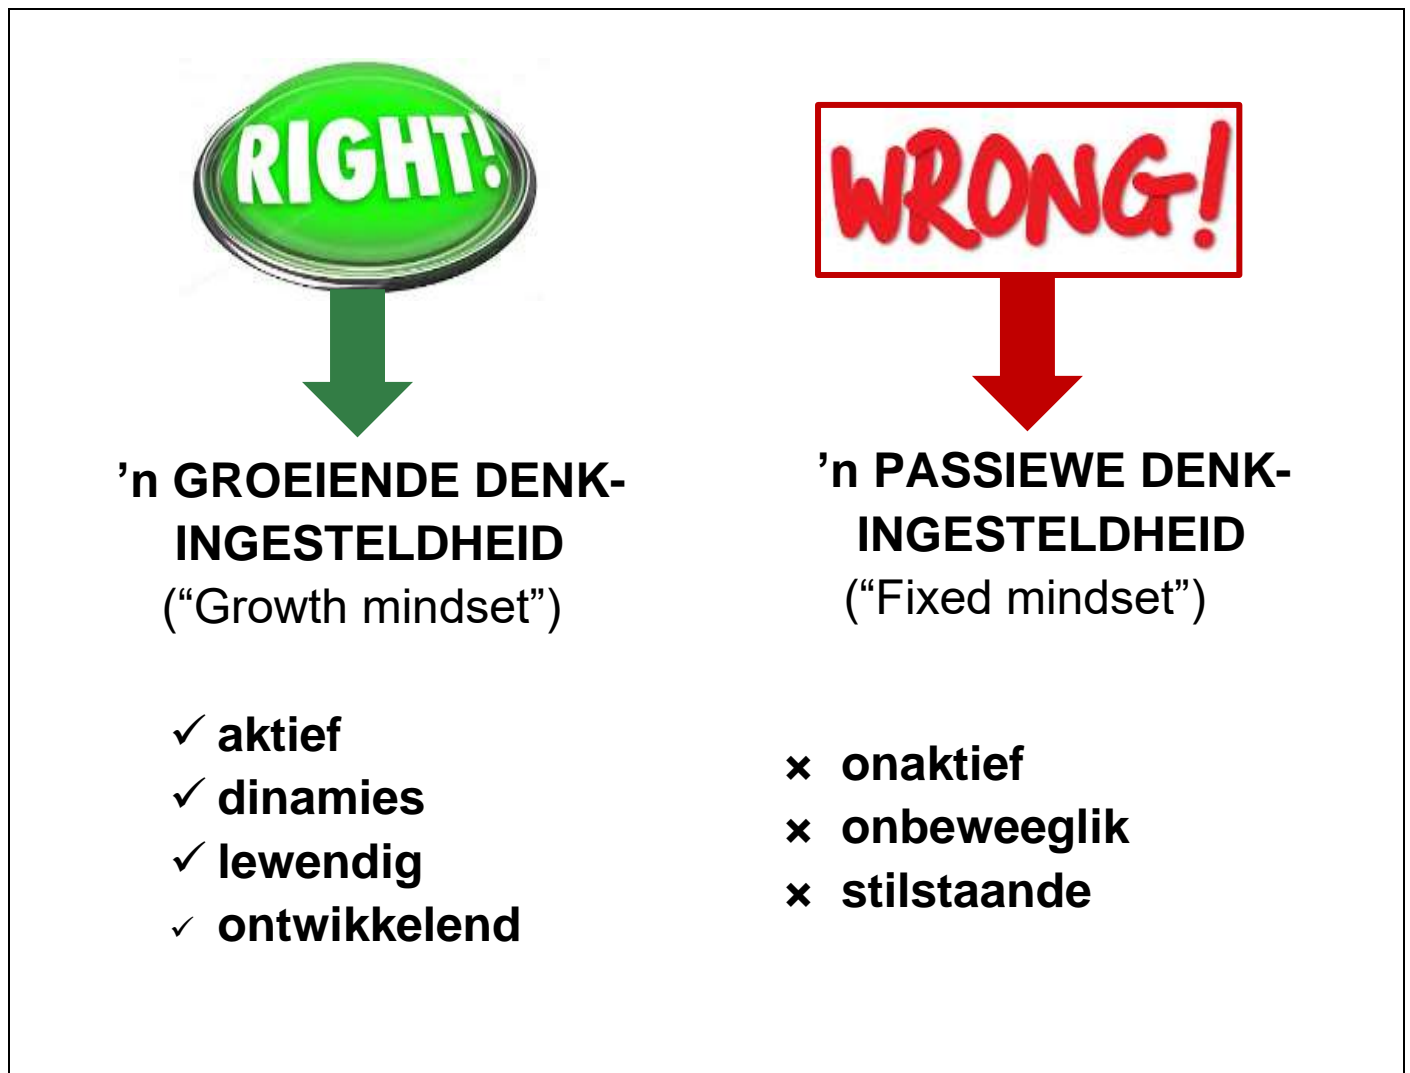 RIGHT!
’n GROEIENDE DENK-
INGESTELDHEID
(“Growth mindset”)
✓ aktief
✓ dinamies
✓ lewendig
✓ ontwikkelend
WRONG!
’n PASSIEWE DENK-
INGESTELDHEID
(“Fixed mindset”)
× onaktief
× onbeweeglik
× stilstaande